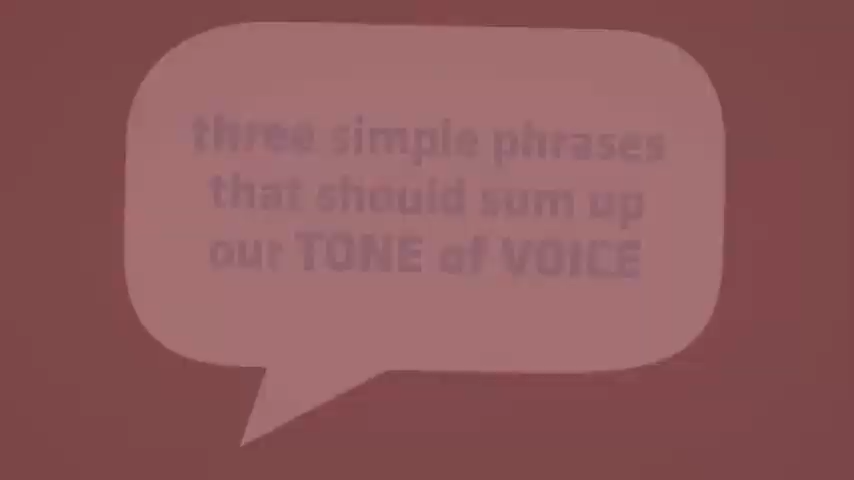 three simple phrases
that should sum up
our TONE of VOICE